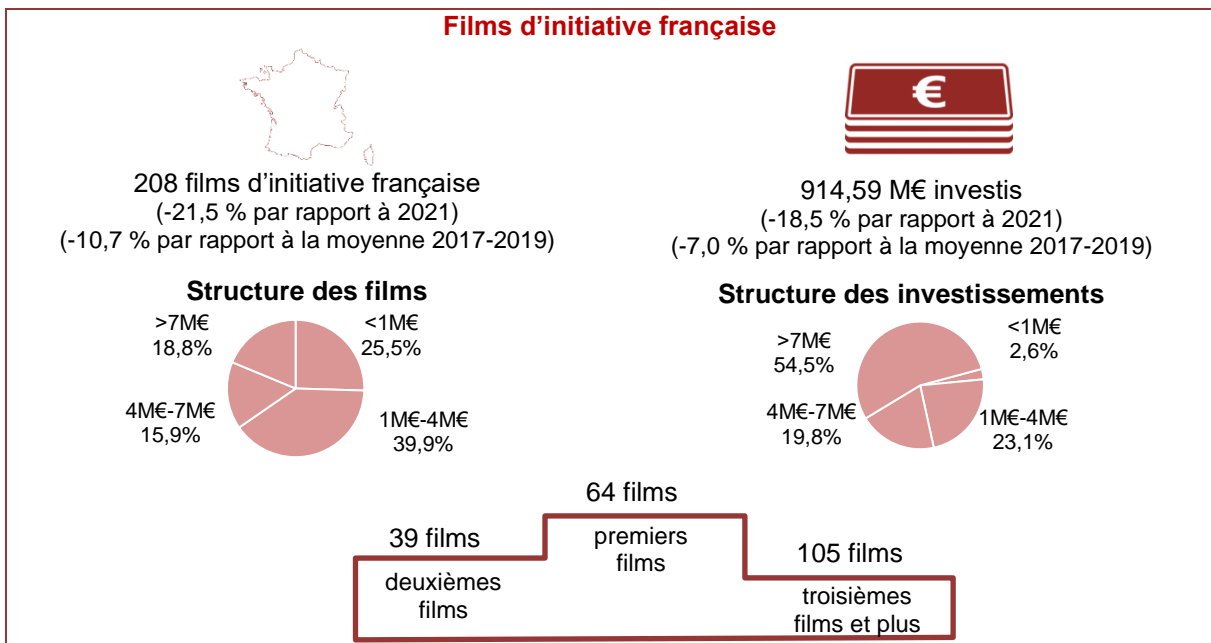 Films d’initiative française
€
208 films d’initiative française
(-21,5 % par rapport à 2021)
(-10,7 % par rapport à la moyenne 2017-2019)
914,59 M€ investis
(-18,5 % par rapport à 2021)
(-7,0 % par rapport à la moyenne 2017-2019)
Structure des films
>7M€
18,8%
<1M€
25,5%
4M€-7M€
15,9%
1M€-4M€
39,9%
Structure des investissements
>7M€
54,5%
<1M€
2,6%
4M€-7M€
19,8%
1M€-4M€
23,1%
64 films
premiers
films
39 films
deuxièmes
films
105 films
troisièmes
films et plus